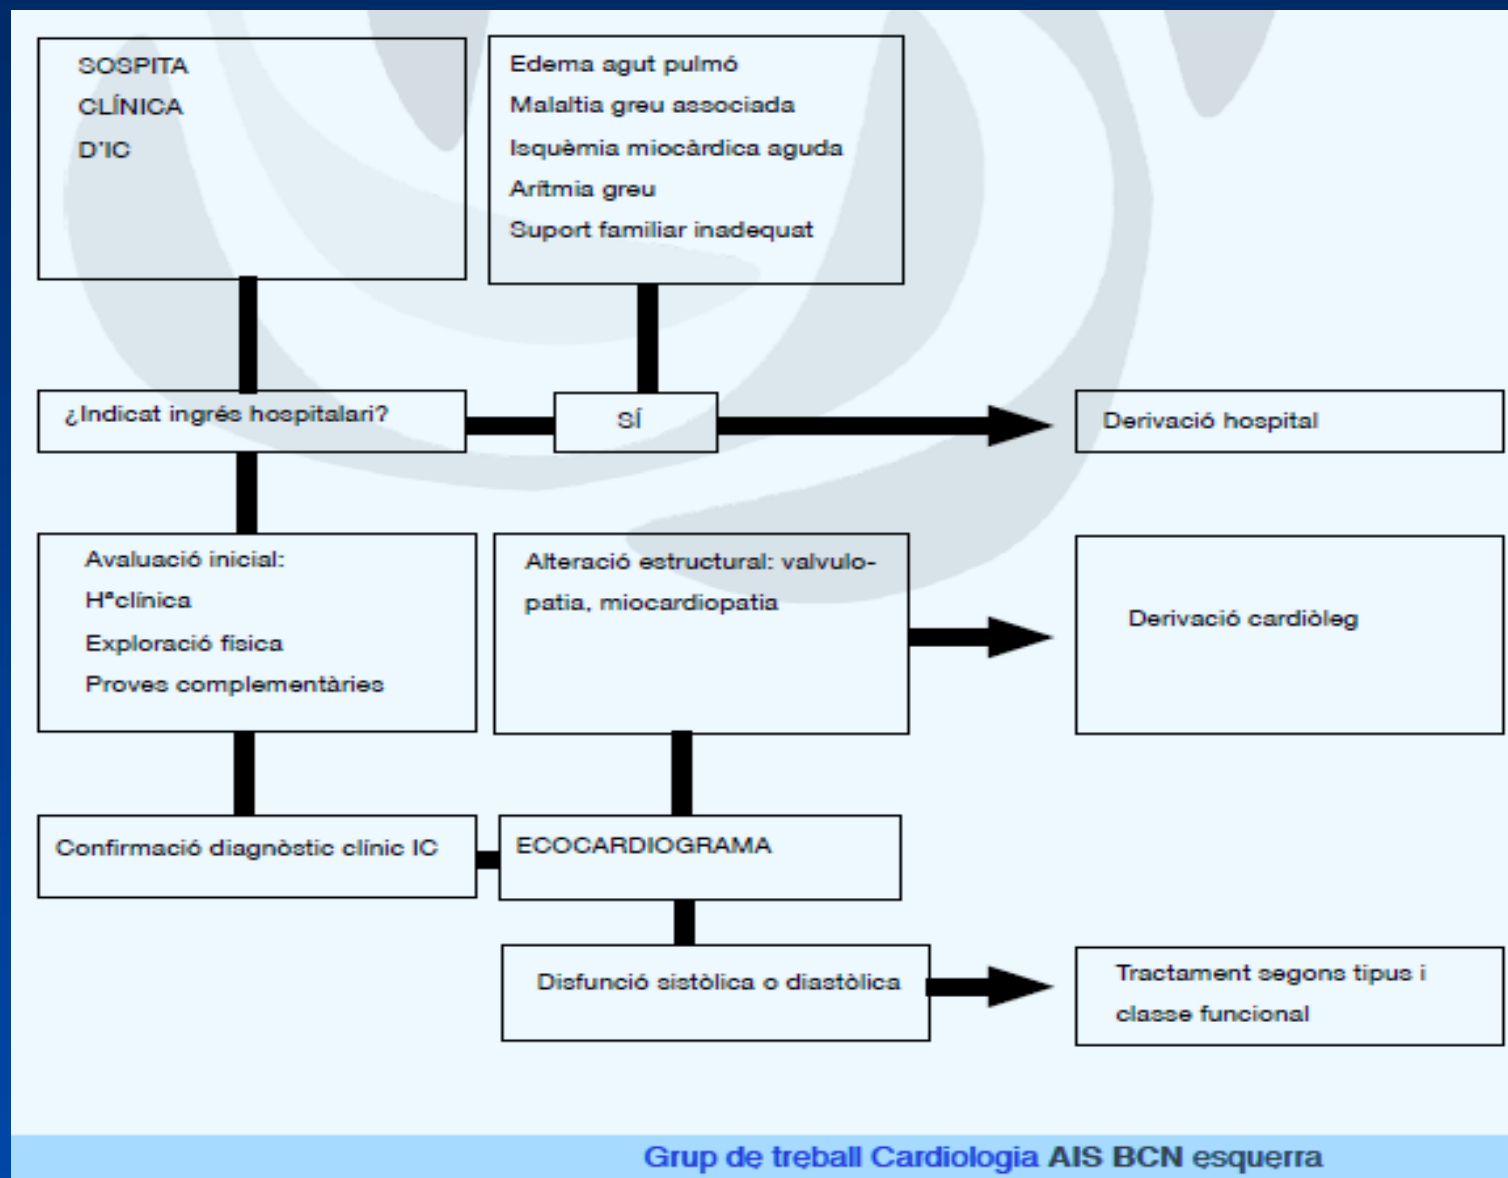 SOSPITA
CLÍNICA
D'IC
Edema agut pulmó
Malaltia greu associada
Isquèmia miocàrdica aguda
Arítmia greu
Suport familiar inadequat
¿Indicat ingrés hospitalari?
SÍ
Derivació hospital
Avaluació inicial:
Hªclínica
Exploració física
Proves complementàries
Alteració estructural: valvulo-
patia, miocardiopatia
Derivació cardiòleg
Confirmació diagnòstic clínic IC
ECOCARDIOGRAMA
Disfunció sistòlica o diastòlica
Tractament segons tipus i
classe funcional
Grup de treball Cardiologia AIS BCN esquerra